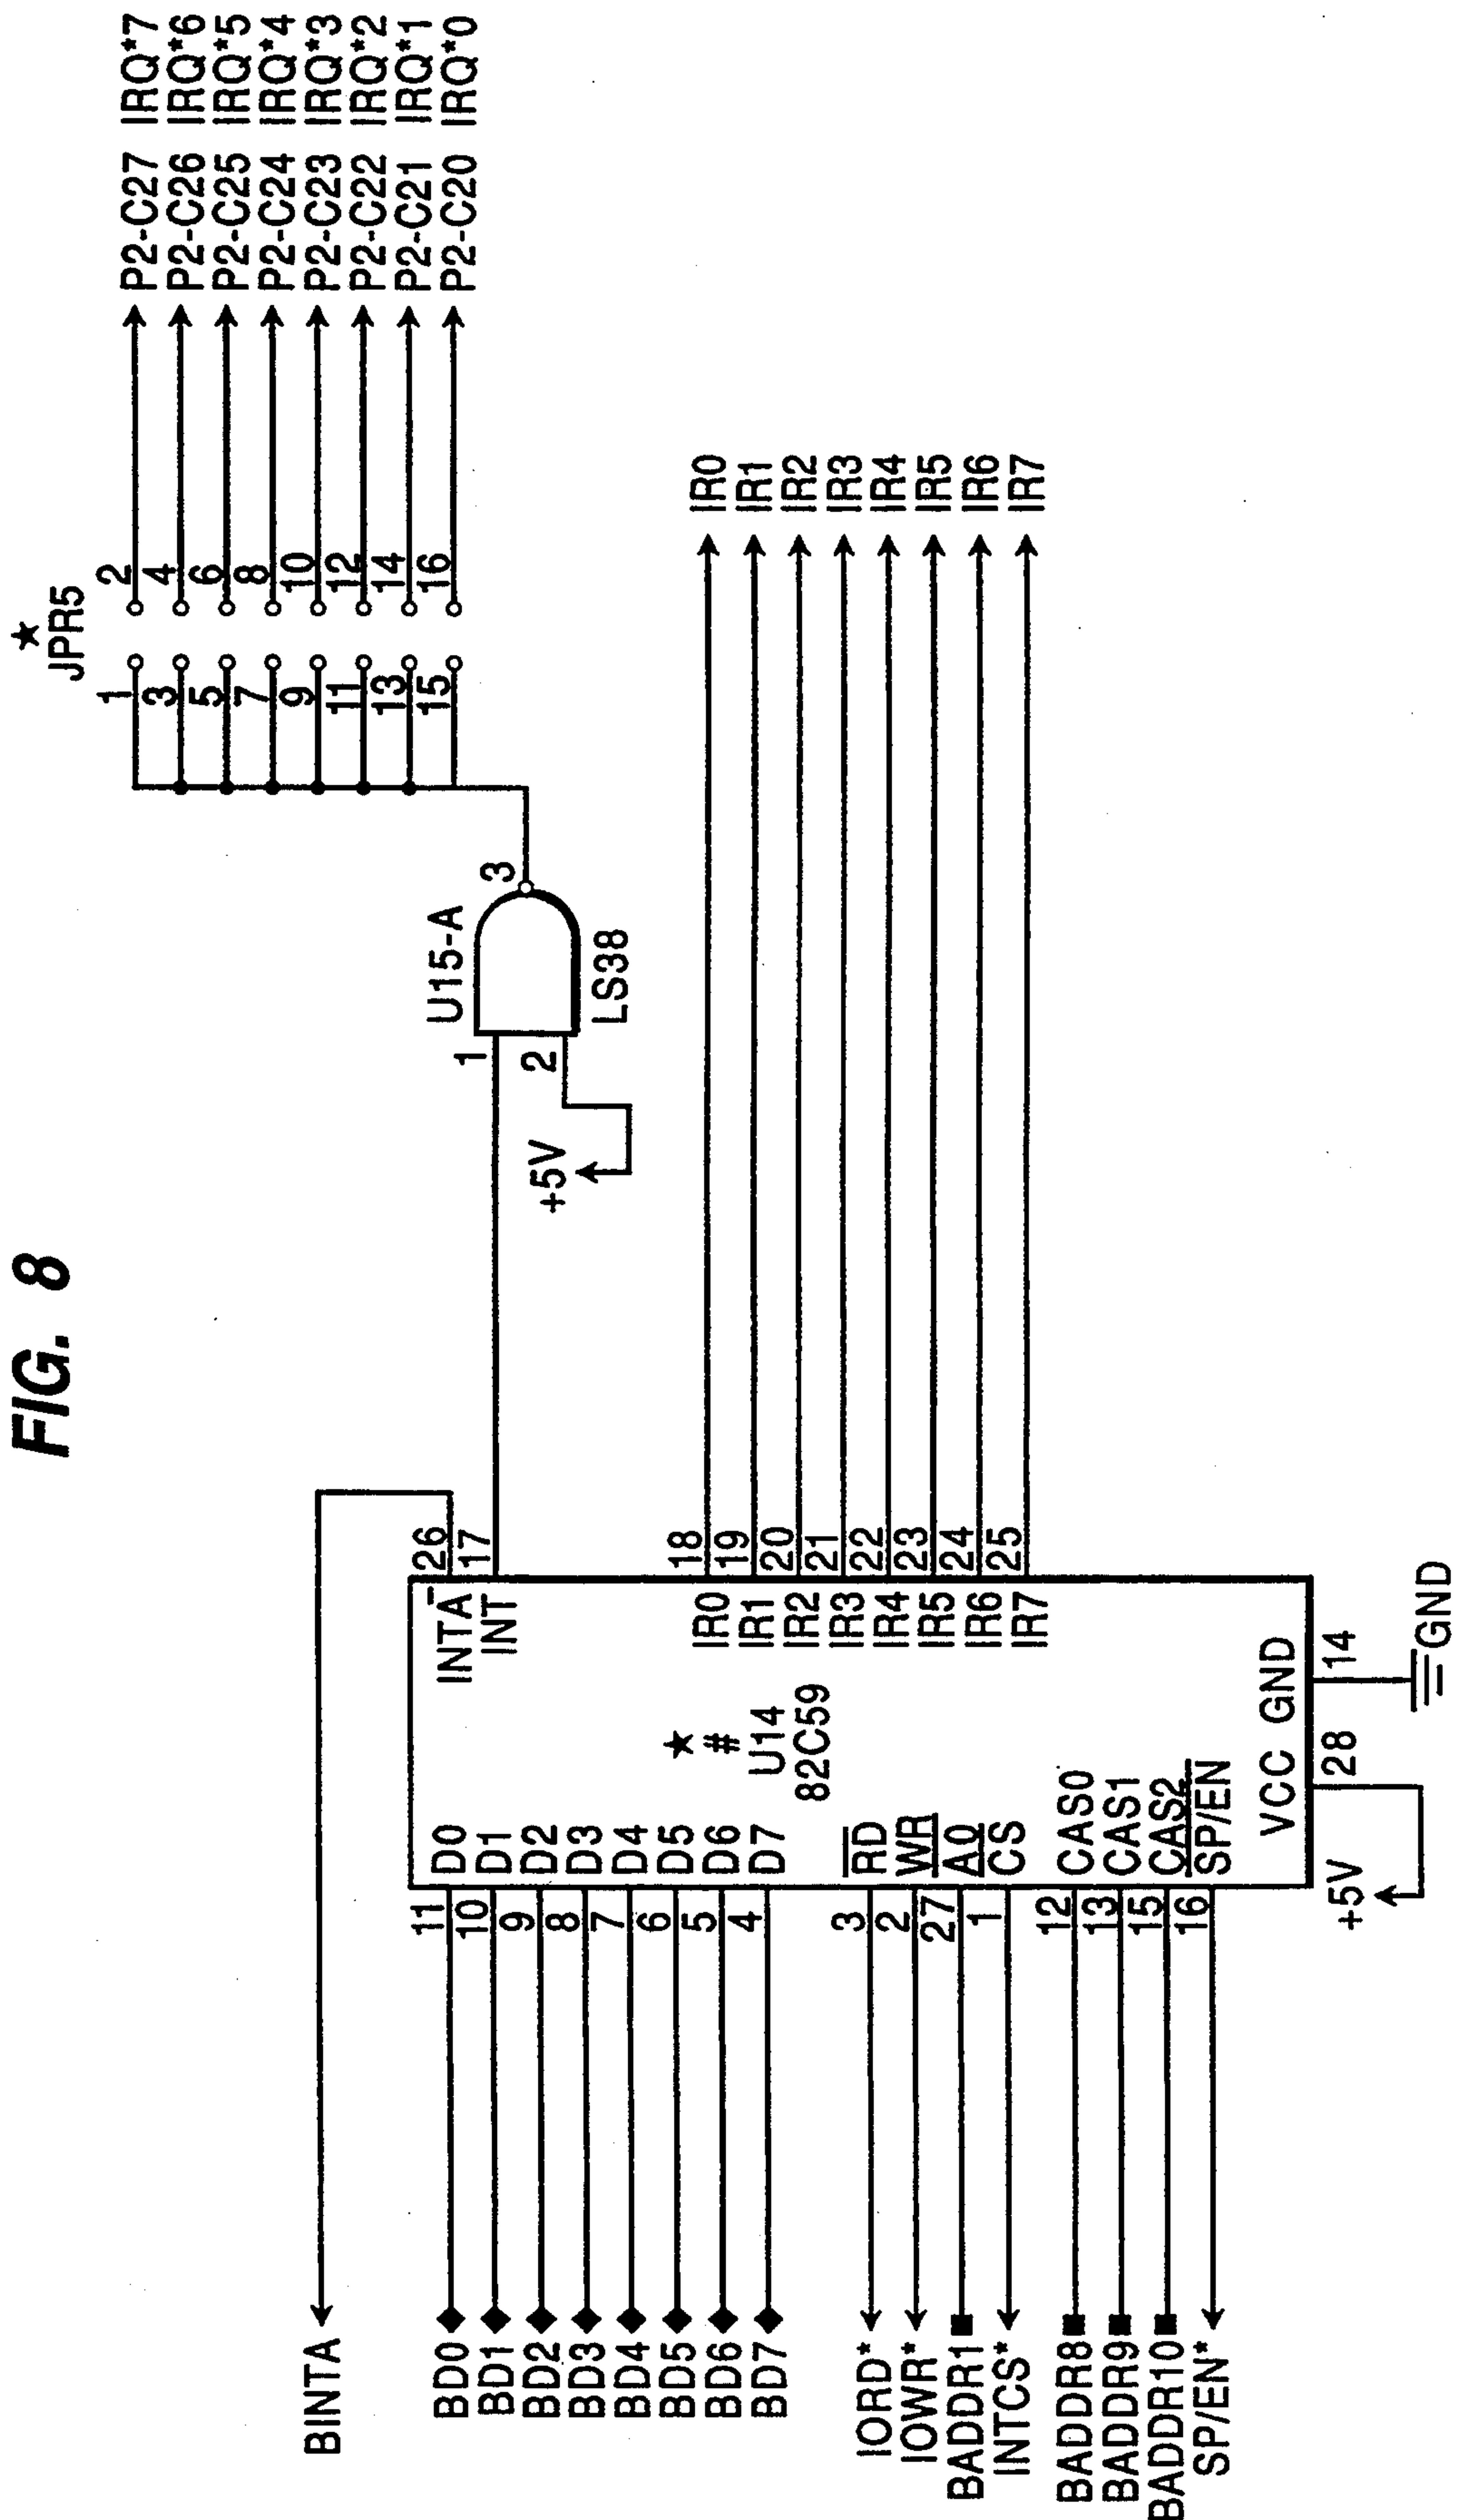 FIG. 8
★
JPR5
1 2 P2-C27 IRQ*7
3 4 P2-C26 IRQ*6
5 6 P2-C25 IRQ*5
7 8 P2-C24 IRQ*4
9 10 P2-C23 IRQ*3
11 12 P2-C22 IRQ*2
13 14 P2-C21 IRQ*1
15 16 P2-C20 IRQ*0
U15-A
1
2
3
LS38
+5V
BINTA
26 INTA
17 INT
BD0 11 D0
BD1 10 D1
BD2 9 D2
BD3 8 D3
BD4 7 D4
BD5 6 D5
BD6 5 D6
BD7 4 D7
★
#
U14
82C59
IR0 18 IR0
IR1 19 IR1
IR2 20 IR2
IR3 21 IR3
IR4 22 IR4
IR5 23 IR5
IR6 24 IR6
IR7 25 IR7
IORD* 3 RD
IOWR* 2 WR
BADDR1 27 AO
INTCS* 1 CS
BADDR8 12 CAS0
BADDR9 13 CAS1
BADDR10 15 CAS2
SP/EN* 16 SP/EN
VCC GND
28 14
+5V
GND